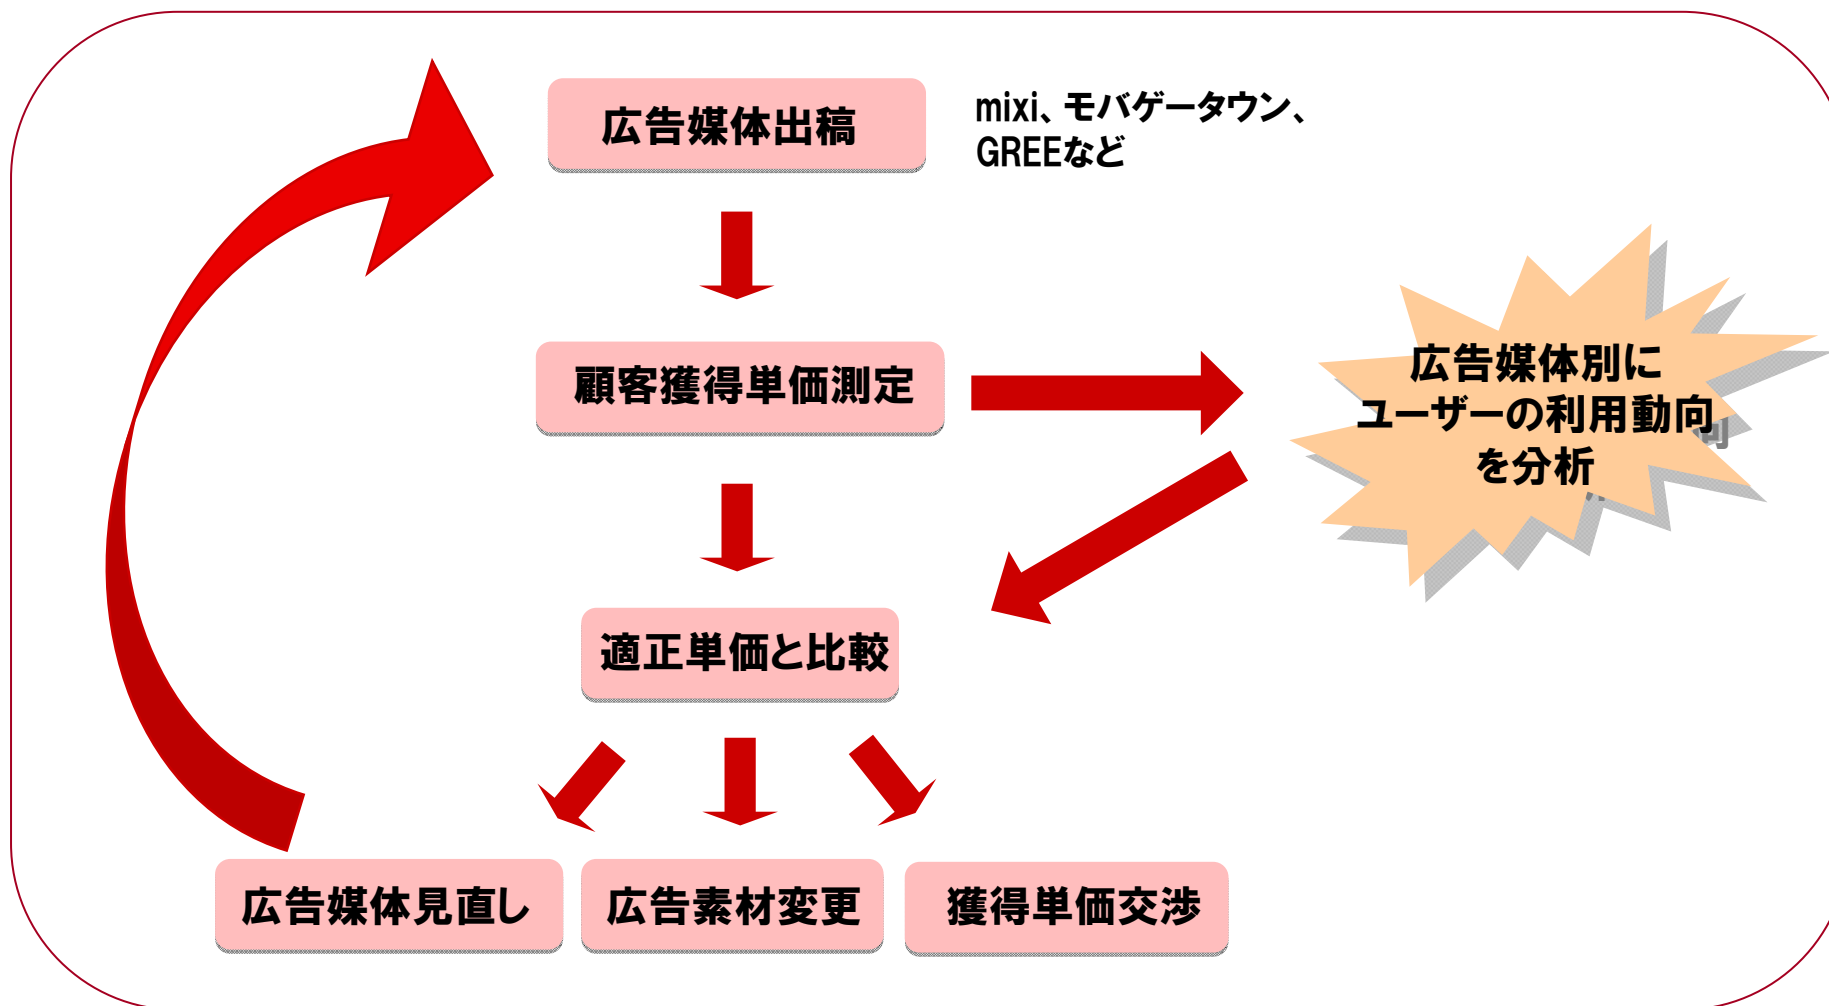 広告媒体出稿
mixi、モバゲータウン、
GREEなど
顧客獲得単価測定
広告媒体別に
ユーザーの利用動向
を分析
適正単価と比較
広告媒体見直し
広告素材変更
獲得単価交渉